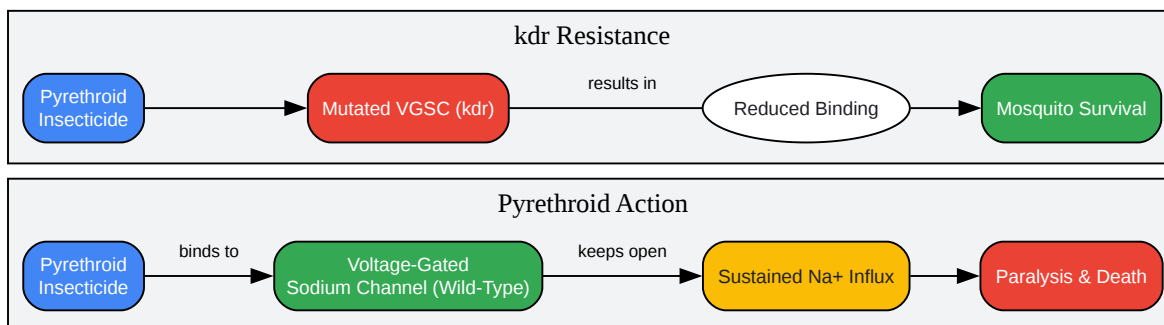 kdr Resistance
Pyrethroid
Insecticide
Mutated VGSC (kdr)
results in
Reduced Binding
Mosquito Survival
Pyrethroid Action
Pyrethroid
Insecticide
binds to
Voltage-Gated
Sodium Channel (Wild-Type)
keeps open
Sustained Na+ Influx
Paralysis & Death